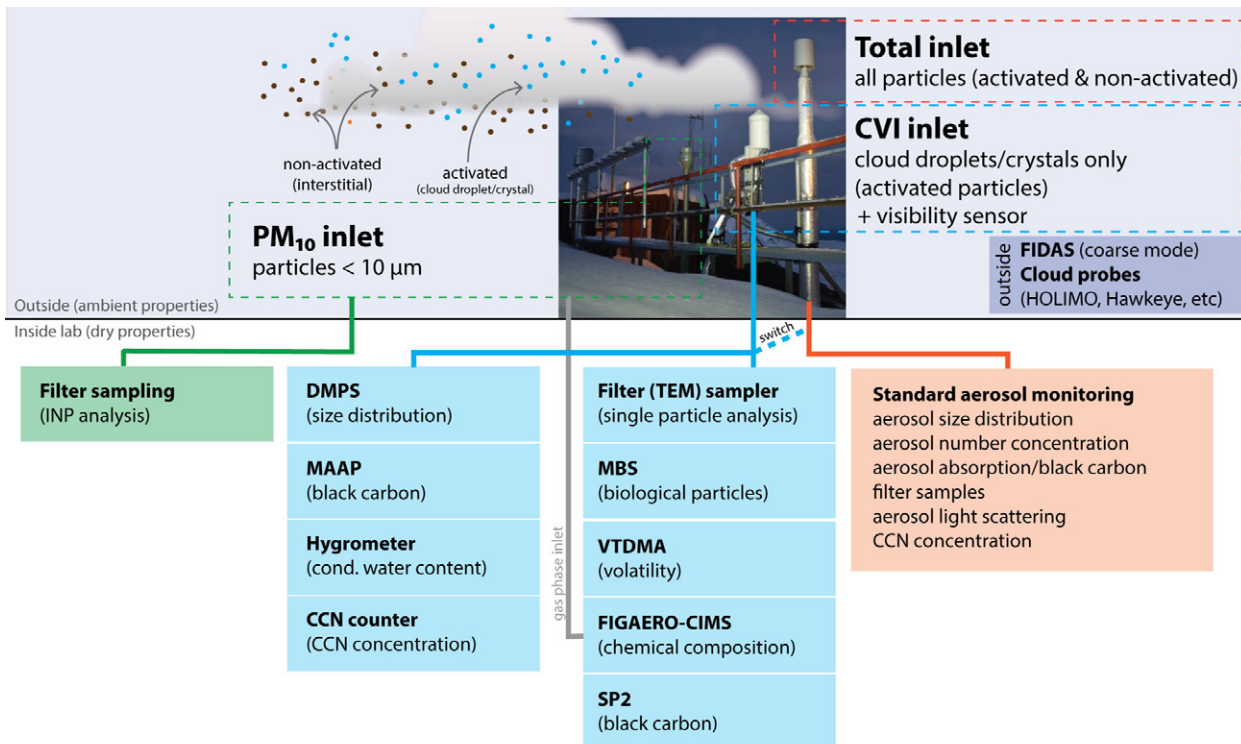 Total inlet
all particles (activated & non-activated)
CVI inlet
cloud droplets/crystals only
(activated particles)
+ visibility sensor
non-activated
(interstitial)
activated
(cloud droplet/crystal)
PM₁₀ inlet
particles < 10 µm
outside
FIDAS (coarse mode)
Cloud probes
(HOLIMO, Hawkeye, etc)
Outside (ambient properties)
Inside lab (dry properties)
switch
Filter sampling
(INP analysis)
DMPS
(size distribution)
MAAP
(black carbon)
Hygrometer
(cond. water content)
CCN counter
(CCN concentration)
gas phase inlet
Filter (TEM) sampler
(single particle analysis)
MBS
(biological particles)
VTDMA
(volatility)
FIGAERO-CIMS
(chemical composition)
SP2
(black carbon)
Standard aerosol monitoring
aerosol size distribution
aerosol number concentration
aerosol absorption/black carbon
filter samples
aerosol light scattering
CCN concentration